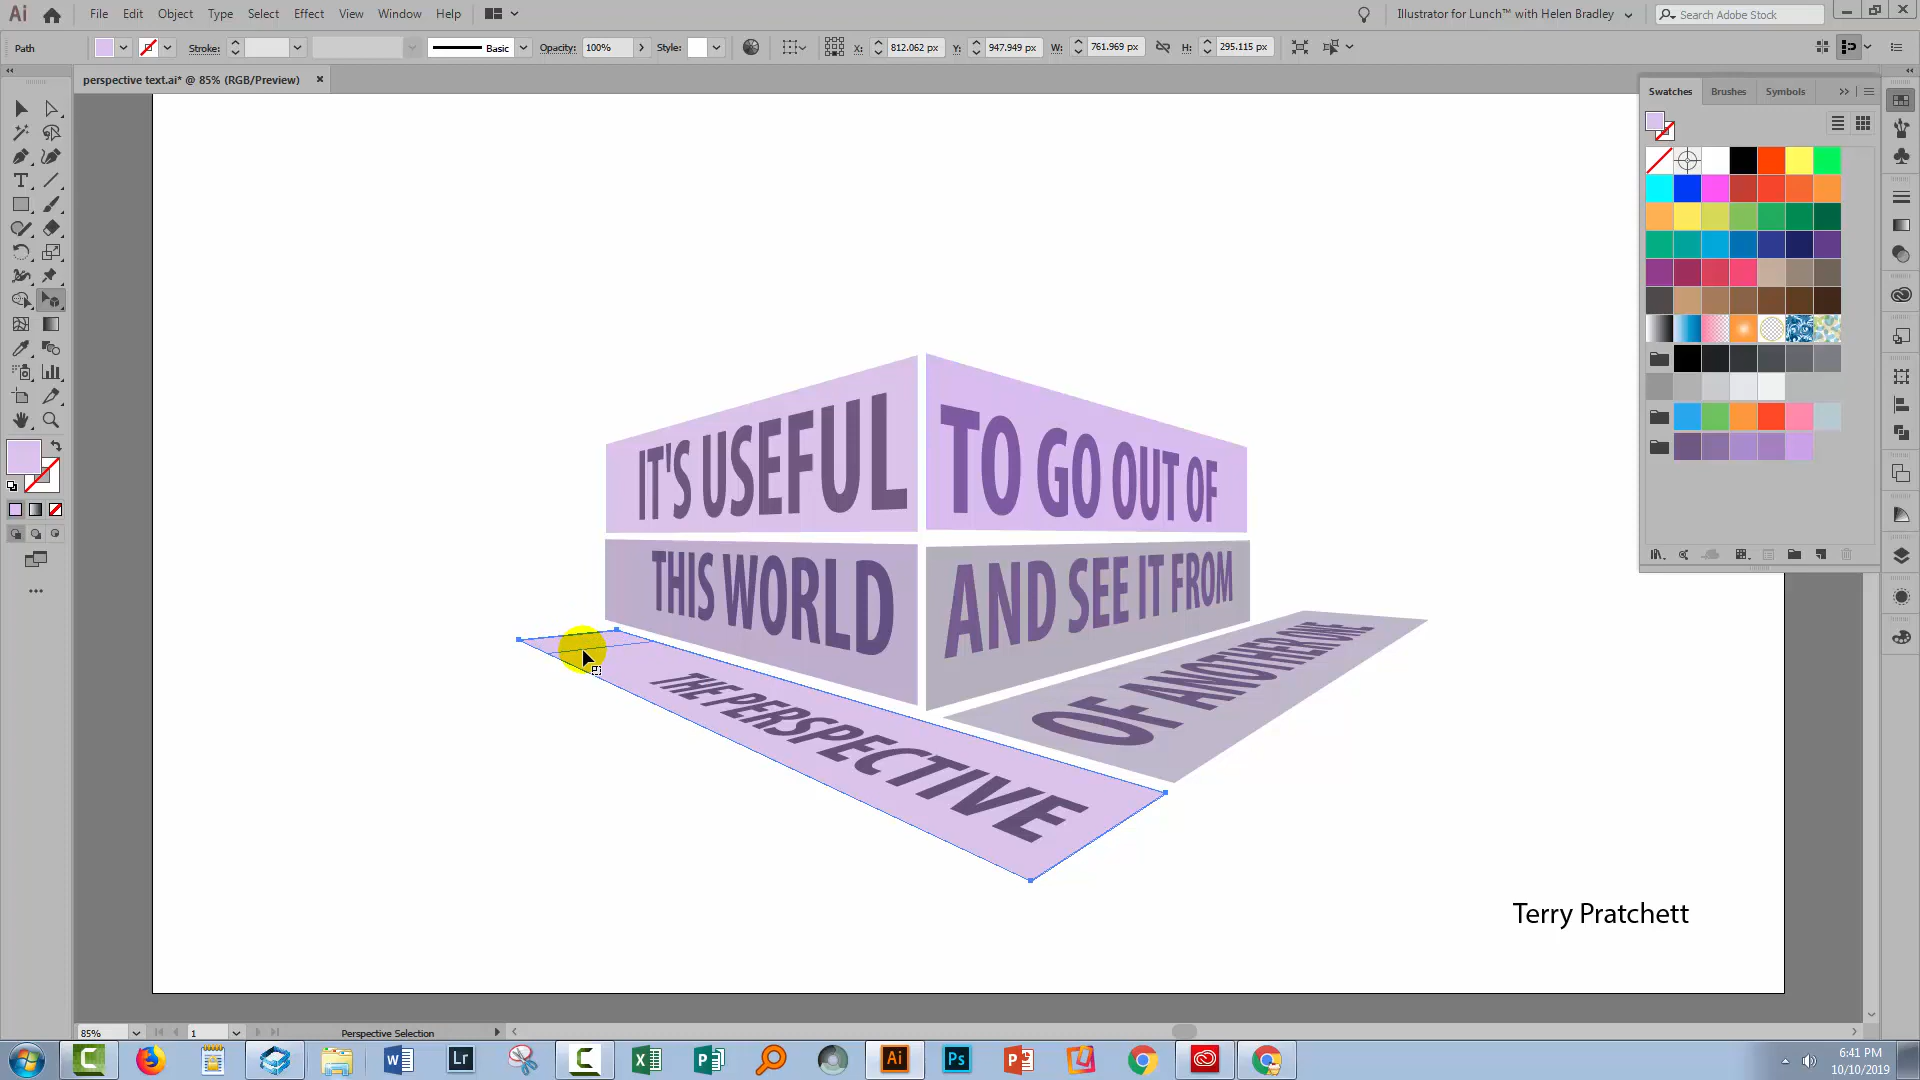 Ai File Edit Object Type Select Effect View Window Help Illustrator for Lunch™ with Helen Bradley Search Adobe Stock
Path Stroke: Basic Opacity: 100% Style: X: 812.062 px Y: 947.949 px W: 761.969 px H: 295.115 px
perspective text.ai* @ 85% (RGB/Preview) ×
Swatches Brushes Symbols
IT'S USEFUL TO GO OUT OF
THIS WORLD AND SEE IT FROM
THE PERSPECTIVE OF ANOTHER ONE
Terry Pratchett
85% 1 Perspective Selection
Lr Ai Ps
6:41 PM
10/10/2019